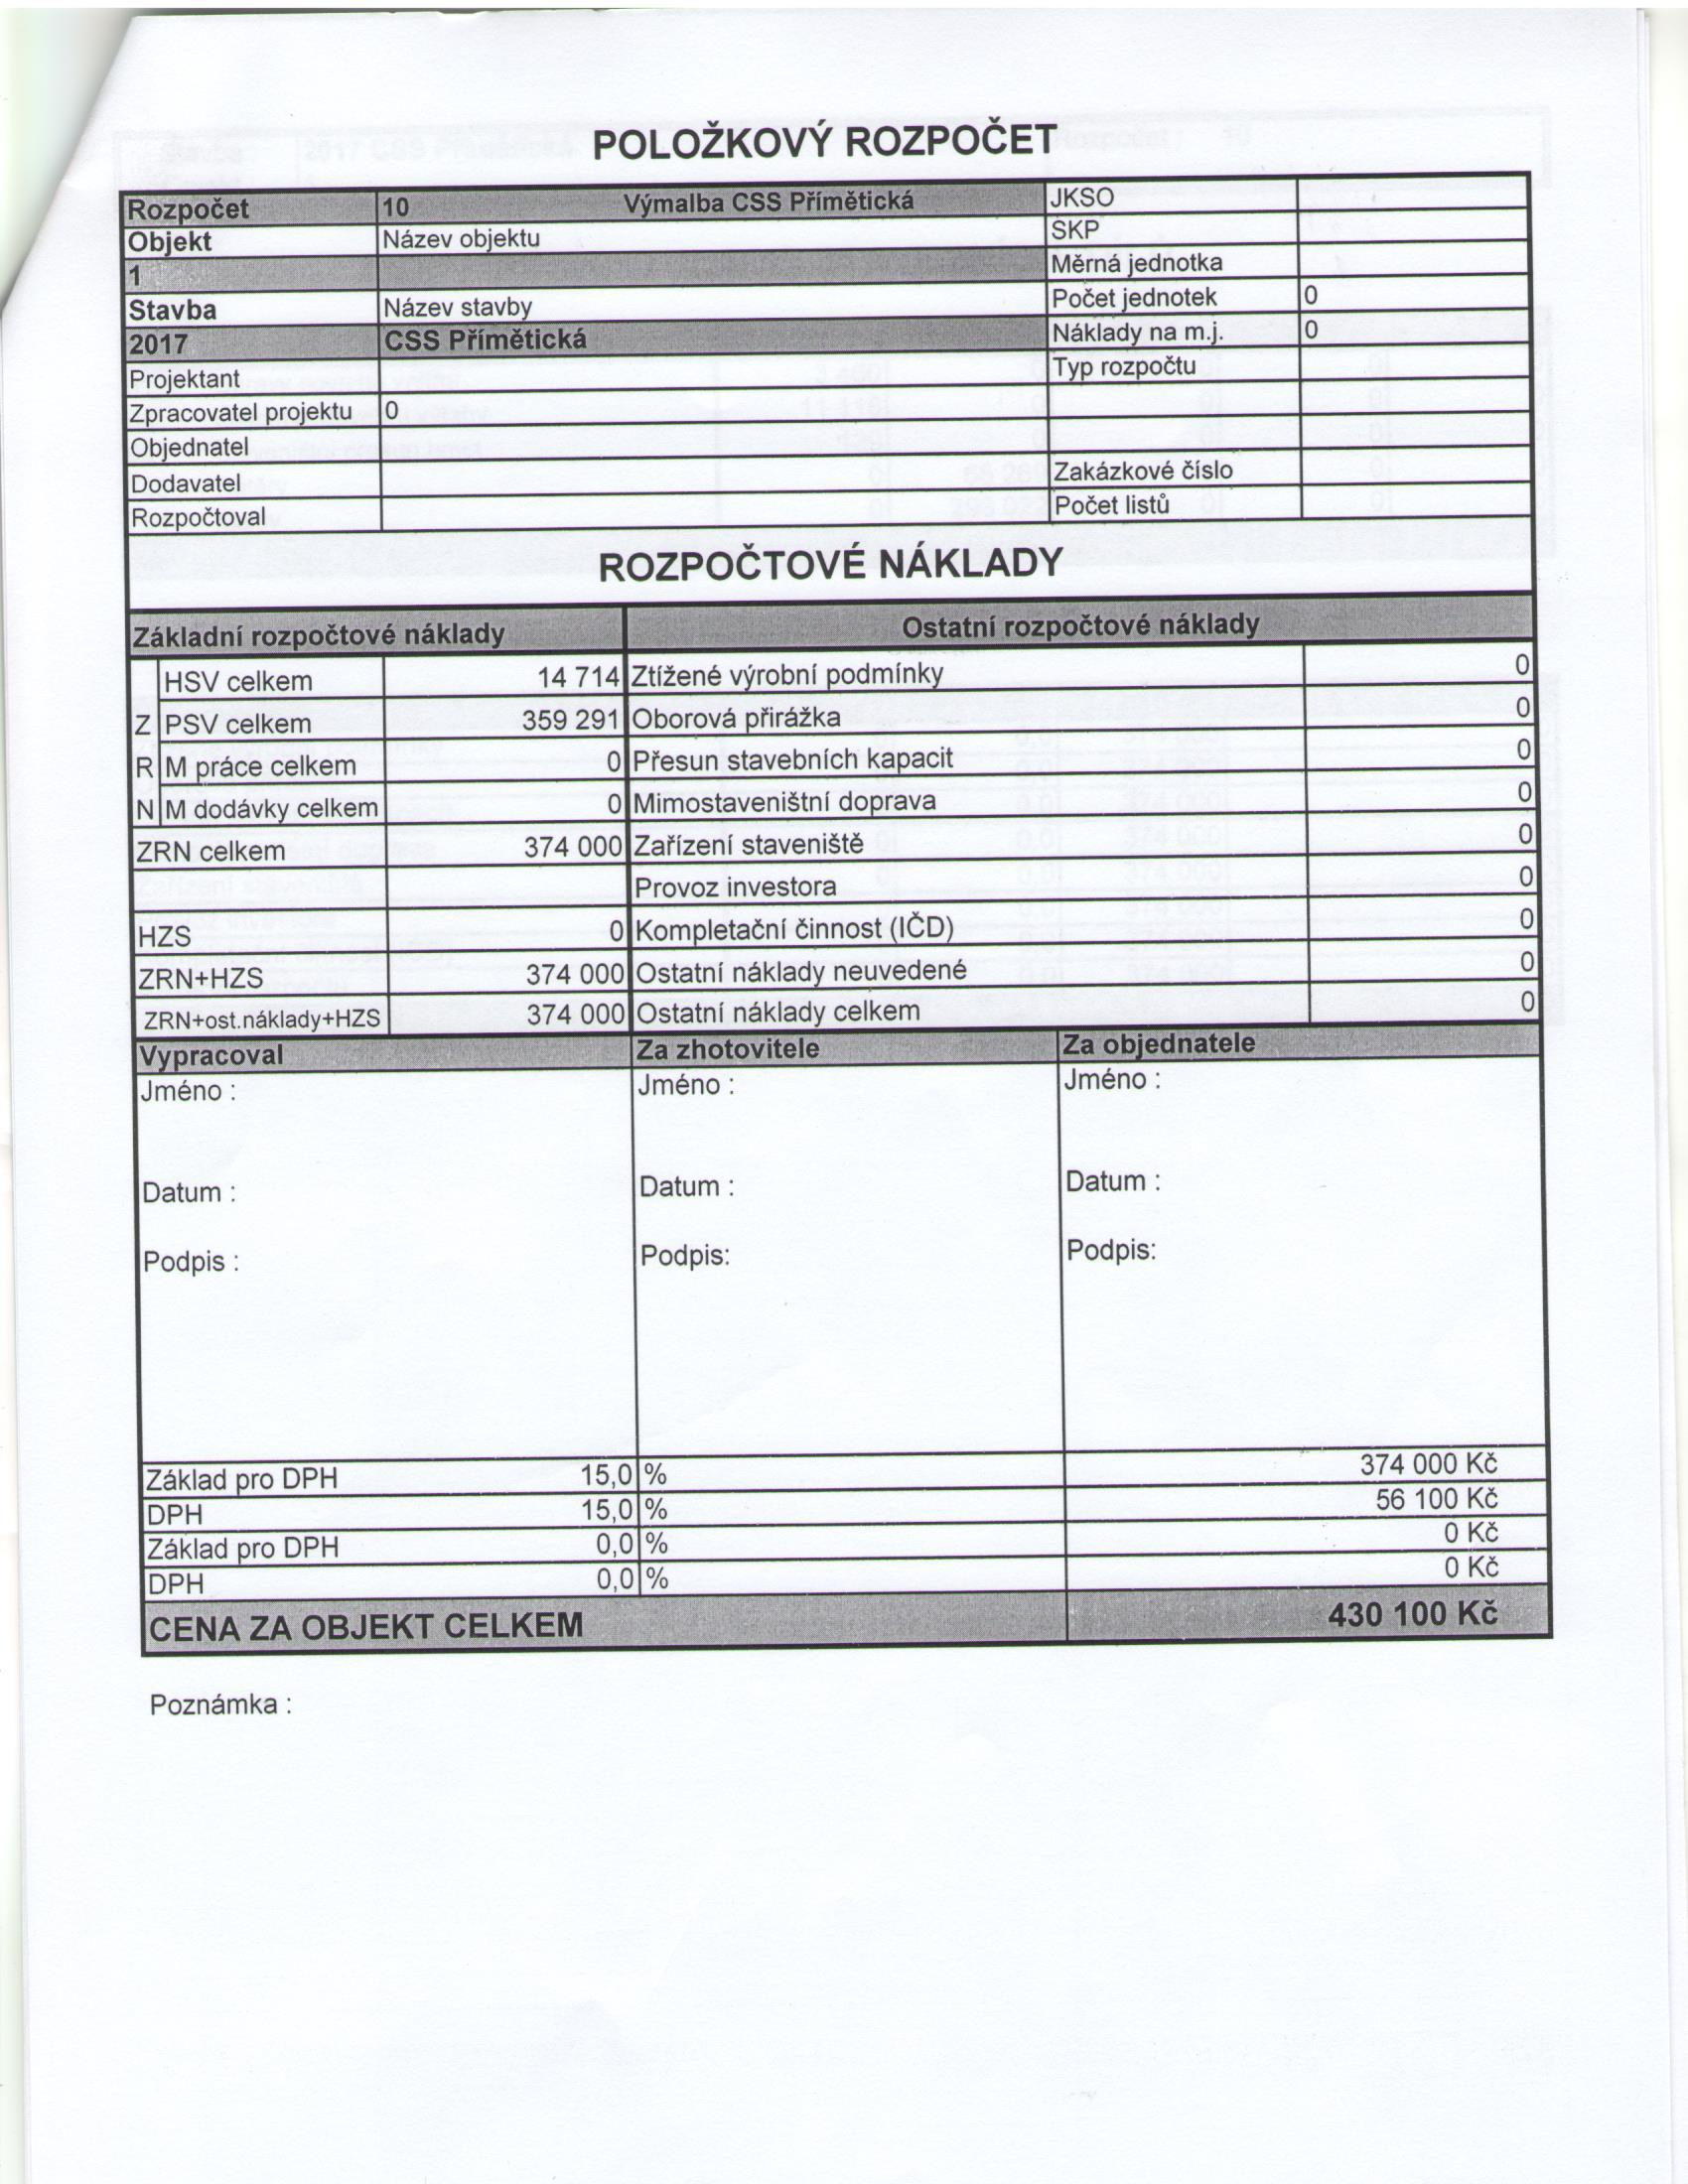 POLOŽKOVÝ ROZPOČET
Rozpočet 10 Výmalba CSS Přímětická JKSO
Objekt Název objektu SKP
1 Měrná jednotka
Stavba Název stavby Počet jednotek 0
2017 CSS Přímětická Náklady na m.j. 0
Projektant Typ rozpočtu
Zpracovatel projektu 0
Objednatel
Dodavatel Zakázkové číslo
Rozpočtoval Počet listů
ROZPOČTOVÉ NÁKLADY
Základní rozpočtové náklady Ostatní rozpočtové náklady
HSV celkem 14 714 Ztížené výrobní podmínky 0
Z PSV celkem 359 291 Oborová přirážka 0
R M práce celkem 0 Přesun stavebních kapacit 0
N M dodávky celkem 0 Mimostaveništní doprava 0
ZRN celkem 374 000 Zařízení staveniště 0
Provoz investora 0
HZS 0 Kompletační činnost (IČD) 0
ZRN+HZS 374 000 Ostatní náklady neuvedené 0
ZRN+ost.náklady+HZS 374 000 Ostatní náklady celkem 0
Vypracoval Za zhotovitele Za objednatele
Jméno : Jméno : Jméno :
Datum : Datum : Datum :
Podpis : Podpis: Podpis:
Základ pro DPH 15,0 % 374 000 Kč
DPH 15,0 % 56 100 Kč
Základ pro DPH 0,0 % 0 Kč
DPH 0,0 % 0 Kč
CENA ZA OBJEKT CELKEM 430 100 Kč
Poznámka :